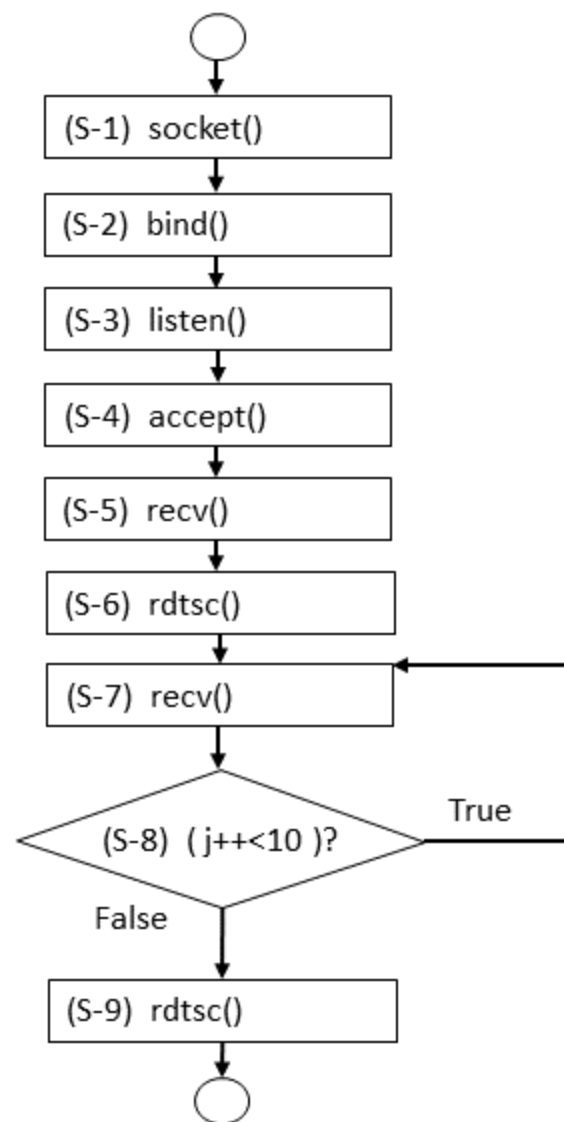 (S-1) socket()
(S-2) bind()
(S-3) listen()
(S-4) accept()
(S-5) recv()
(S-6) rdtsc()
(S-7) recv()
(S-8) ( j++<10 )?
True
False
(S-9) rdtsc()